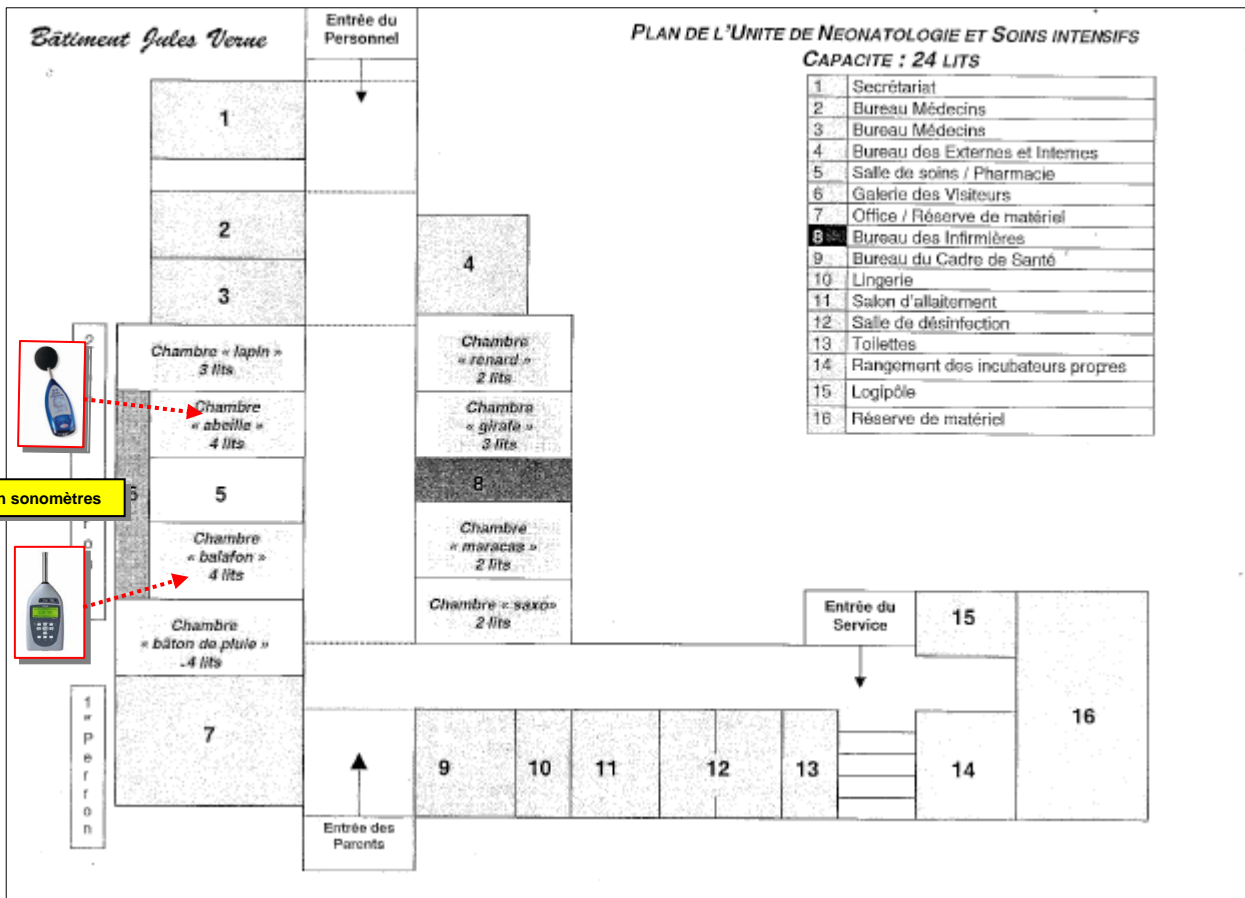 Bâtiment Jules Verne
Entrée du
Personnel
PLAN DE L'UNITE DE NEONATOLOGIE ET SOINS INTENSIFS
CAPACITE : 24 LITS
1 Secrétariat
2 Bureau Médecins
3 Bureau Médecins
4 Bureau des Externes et Internes
5 Salle de soins / Pharmacie
6 Galerie des Visiteurs
7 Office / Réserve de matériel
8 Bureau des Infirmières
9 Bureau du Cadre de Santé
10 Lingerie
11 Salon d'allaitement
12 Salle de désinfection
13 Toilettes
14 Rangement des incubateurs propres
15 Logipôle
16 Réserve de matériel
1
2
3
4
Chambre « lapin »
3 lits
Chambre
« renard »
2 lits
Chambre
« abeille »
4 lits
Chambre
« girafe »
3 lits
n sonomètres
5
8
Chambre
« balafon »
4 lits
Chambre
« maracas »
2 lits
Chambre « saxo»
2 lits
Chambre
« bâton de pluie »
4 lits
Entrée du
Service
15
16
7
9
10
11
12
13
14
1er Perron
Entrée des
Parents